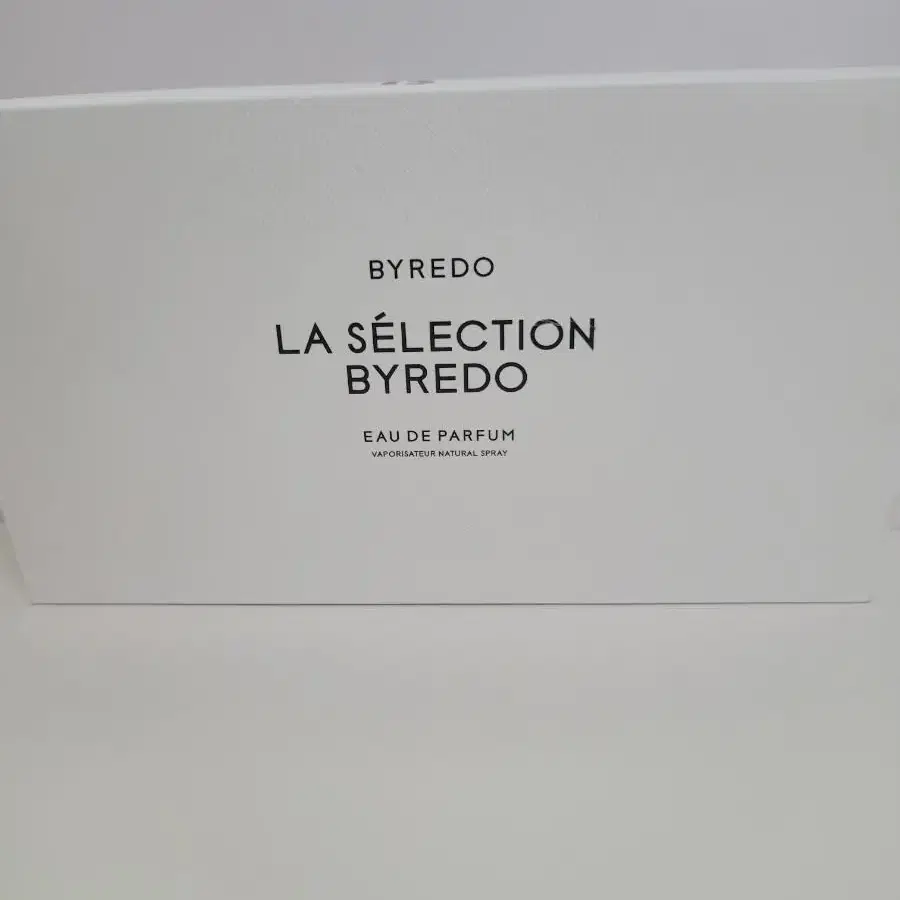 BYREDO
LA SÉLECTION
BYREDO
EAU DE PARFUM
VAPORISATEUR NATURAL SPRAY